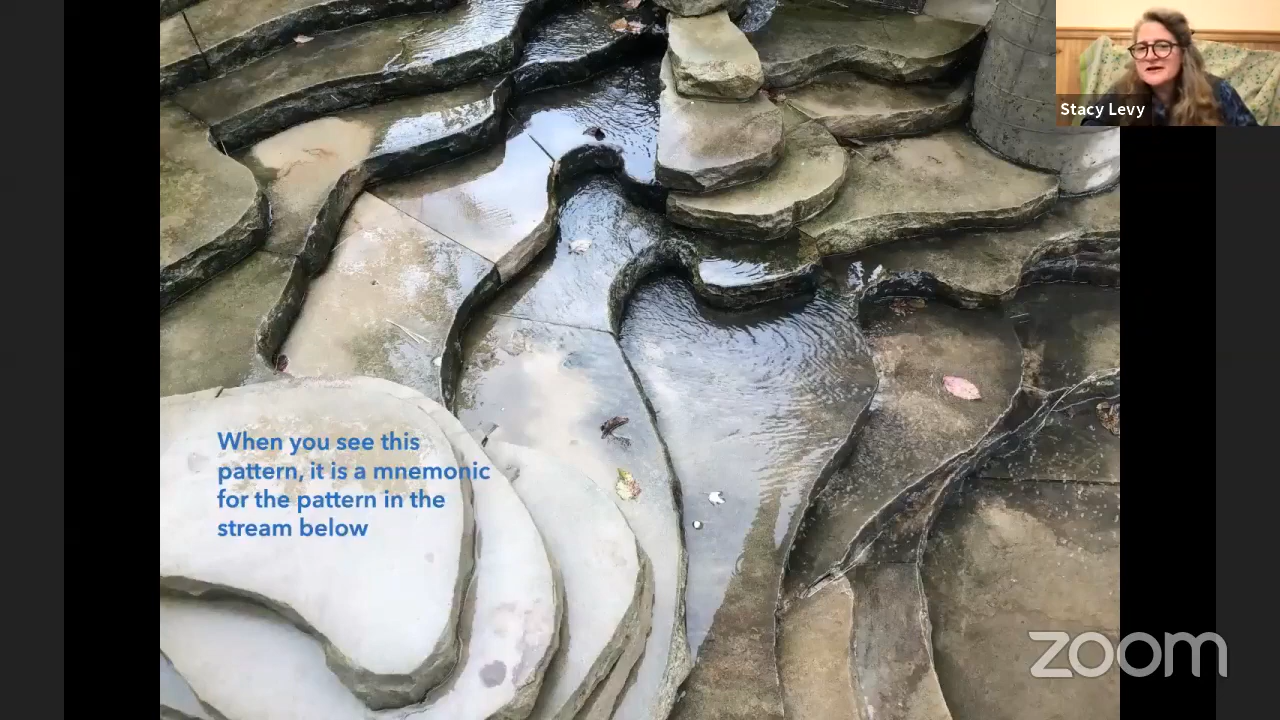 Stacy Levy
When you see this
pattern, it is a mnemonic
for the pattern in the
stream below
zoom